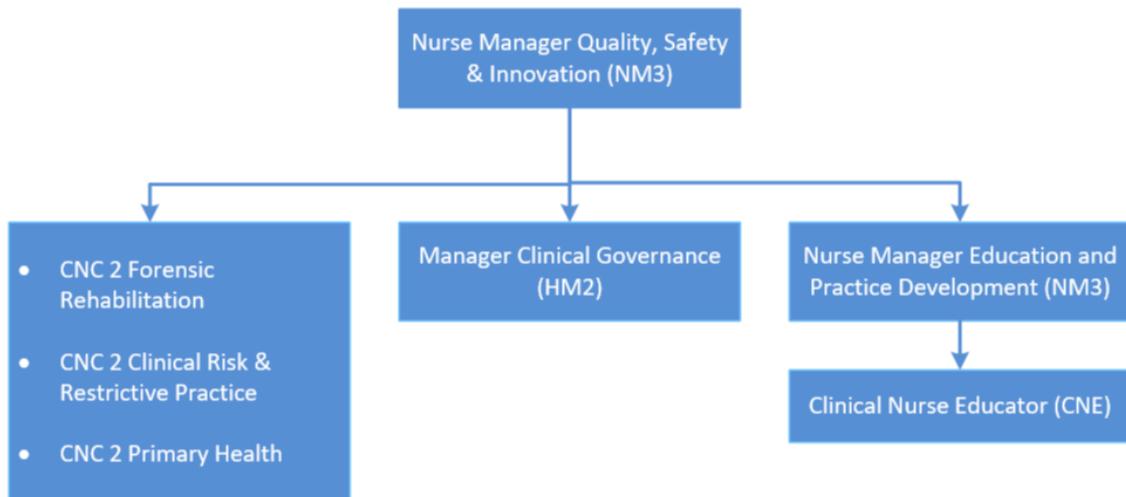 Nurse Manager Quality, Safety
& Innovation (NM3)
• CNC 2 Forensic
Rehabilitation
• CNC 2 Clinical Risk &
Restrictive Practice
• CNC 2 Primary Health
Manager Clinical Governance
(HM2)
Nurse Manager Education and
Practice Development (NM3)
Clinical Nurse Educator (CNE)